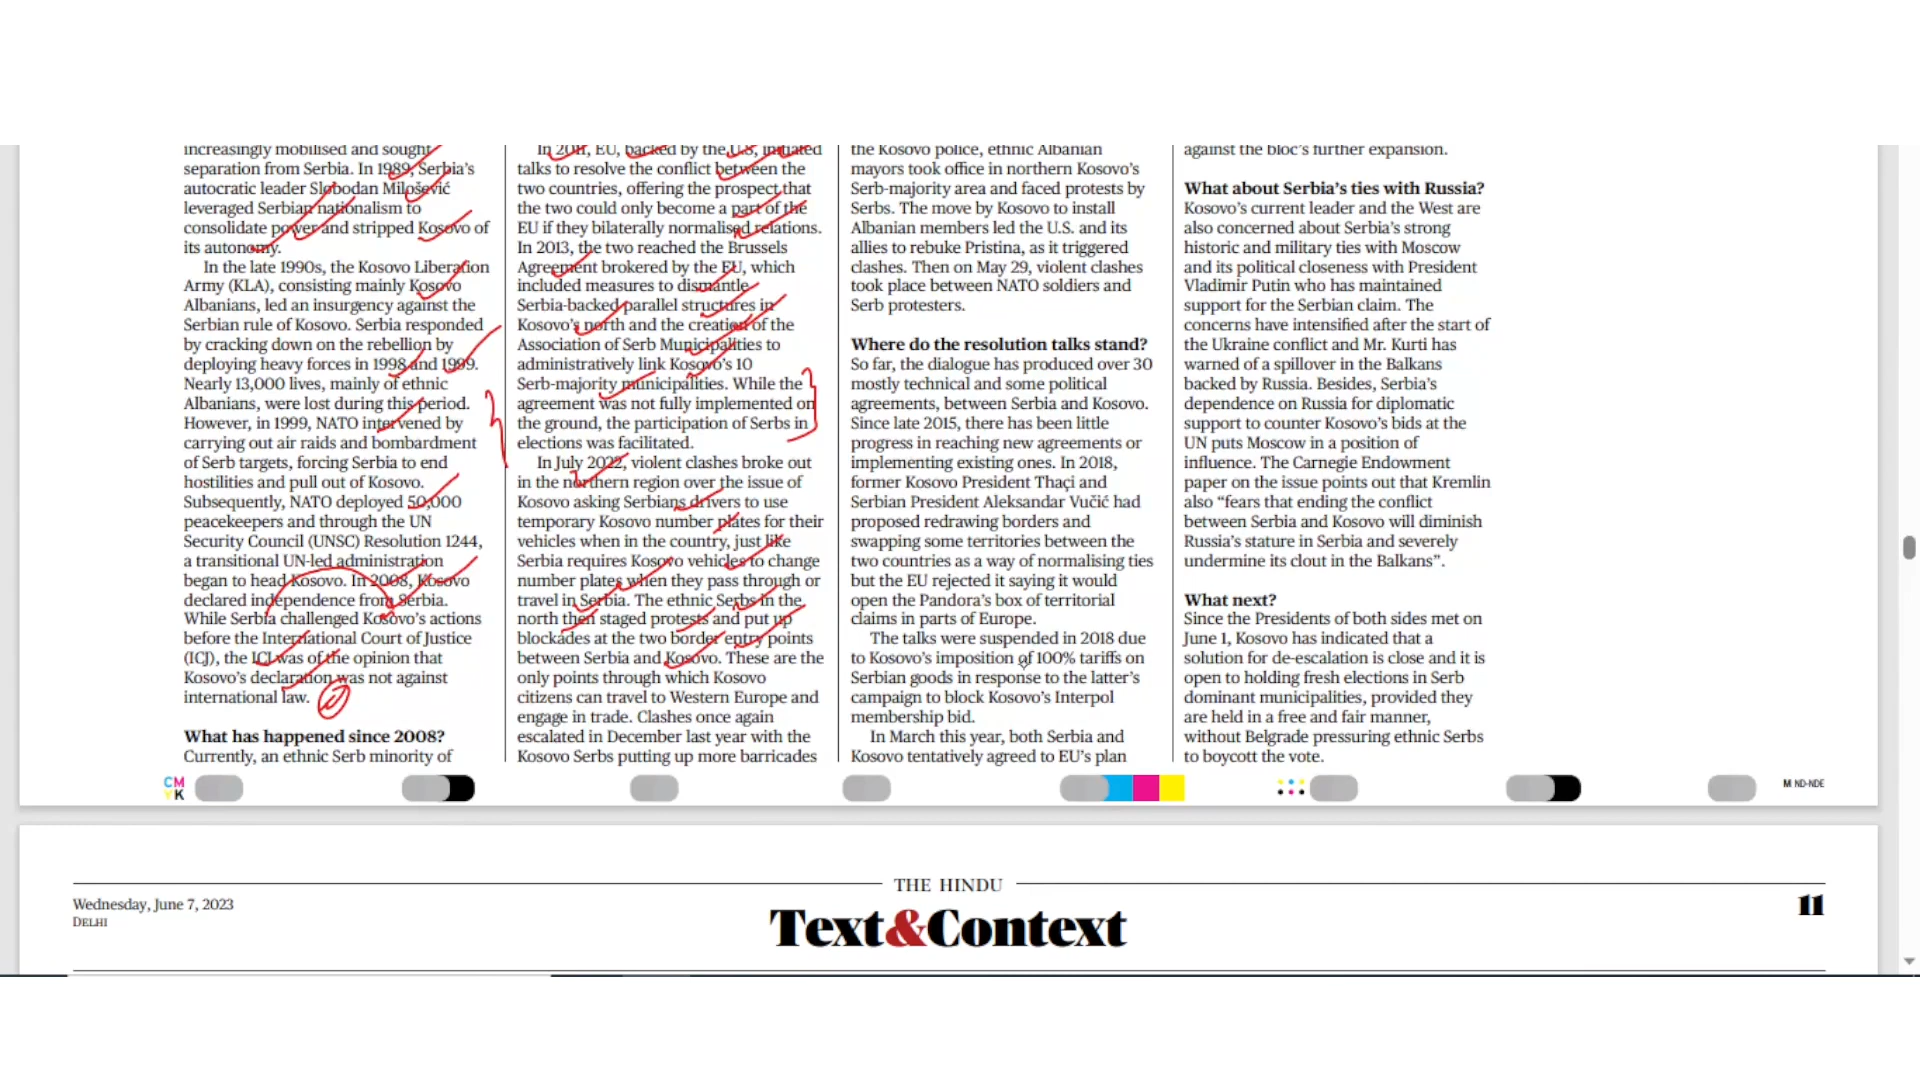 increasingly mobilised and sought
separation from Serbia. In 1989, Serbia's
autocratic leader Slobodan Milošević
leveraged Serbian nationalism to
consolidate power and stripped Kosovo of
its autonomy.
In the late 1990s, the Kosovo Liberation
Army (KLA), consisting mainly Kosovo
Albanians, led an insurgency against the
Serbian rule of Kosovo. Serbia responded
by cracking down on the rebellion by
deploying heavy forces in 1998 and 1999.
Nearly 13,000 lives, mainly of ethnic
Albanians, were lost during this period.
However, in 1999, NATO intervened by
carrying out air raids and bombardment
of Serb targets, forcing Serbia to end
hostilities and pull out of Kosovo.
Subsequently, NATO deployed 50,000
peacekeepers and through the UN
Security Council (UNSC) Resolution 1244,
a transitional UN-led administration
began to head Kosovo. In 2008, Kosovo
declared independence from Serbia.
While Serbia challenged Kosovo's actions
before the International Court of Justice
(ICJ), the ICJ was of the opinion that
Kosovo's declaration was not against
international law.
What has happened since 2008?
Currently, an ethnic Serb minority of
In 2011, EU, backed by the U.S, initiated
talks to resolve the conflict between the
two countries, offering the prospect that
the two could only become a part of the
EU if they bilaterally normalised relations.
In 2013, the two reached the Brussels
Agreement brokered by the EU, which
included measures to dismantle
Serbia-backed parallel structures in
Kosovo's north and the creation of the
Association of Serb Municipalities to
administratively link Kosovo's 10
Serb-majority municipalities. While the
agreement was not fully implemented on
the ground, the participation of Serbs in
elections was facilitated.
In July 2022, violent clashes broke out
in the northern region over the issue of
Kosovo asking Serbians drivers to use
temporary Kosovo number plates for their
vehicles when in the country, just like
Serbia requires Kosovo vehicles to change
number plates when they pass through or
travel in Serbia. The ethnic Serbs in the
north then staged protests and put up
blockades at the two border entry points
between Serbia and Kosovo. These are the
only points through which Kosovo
citizens can travel to Western Europe and
engage in trade. Clashes once again
escalated in December last year with the
Kosovo Serbs putting up more barricades
the Kosovo police, ethnic Albanian
mayors took office in northern Kosovo's
Serb-majority area and faced protests by
Serbs. The move by Kosovo to install
Albanian members led the U.S. and its
allies to rebuke Pristina, as it triggered
clashes. Then on May 29, violent clashes
took place between NATO soldiers and
Serb protesters.
Where do the resolution talks stand?
So far, the dialogue has produced over 30
mostly technical and some political
agreements, between Serbia and Kosovo.
Since late 2015, there has been little
progress in reaching new agreements or
implementing existing ones. In 2018,
former Kosovo President Thaçi and
Serbian President Aleksandar Vučić had
proposed redrawing borders and
swapping some territories between the
two countries as a way of normalising ties
but the EU rejected it saying it would
open the Pandora's box of territorial
claims in parts of Europe.
The talks were suspended in 2018 due
to Kosovo's imposition of 100% tariffs on
Serbian goods in response to the latter's
campaign to block Kosovo's Interpol
membership bid.
In March this year, both Serbia and
Kosovo tentatively agreed to EU's plan
against the bloc's further expansion.
What about Serbia's ties with Russia?
Kosovo's current leader and the West are
also concerned about Serbia's strong
historic and military ties with Moscow
and its political closeness with President
Vladimir Putin who has maintained
support for the Serbian claim. The
concerns have intensified after the start of
the Ukraine conflict and Mr. Kurti has
warned of a spillover in the Balkans
backed by Russia. Besides, Serbia's
dependence on Russia for diplomatic
support to counter Kosovo's bids at the
UN puts Moscow in a position of
influence. The Carnegie Endowment
paper on the issue points out that Kremlin
also “fears that ending the conflict
between Serbia and Kosovo will diminish
Russia's stature in Serbia and severely
undermine its clout in the Balkans”.
What next?
Since the Presidents of both sides met on
June 1, Kosovo has indicated that a
solution for de-escalation is close and it is
open to holding fresh elections in Serb
dominant municipalities, provided they
are held in a free and fair manner,
without Belgrade pressuring ethnic Serbs
to boycott the vote.
CM
YK
M ND-NDE
THE HINDU
Wednesday, June 7, 2023
DELHI
Text&Context
11